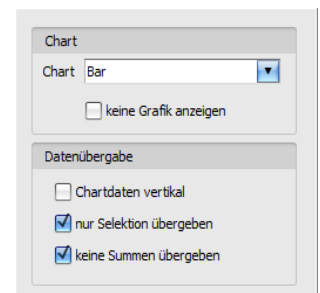 Chart
Chart Bar
keine Grafik anzeigen
Datenübergabe
Chartdaten vertikal
nur Selektion übergeben
keine Summen übergeben